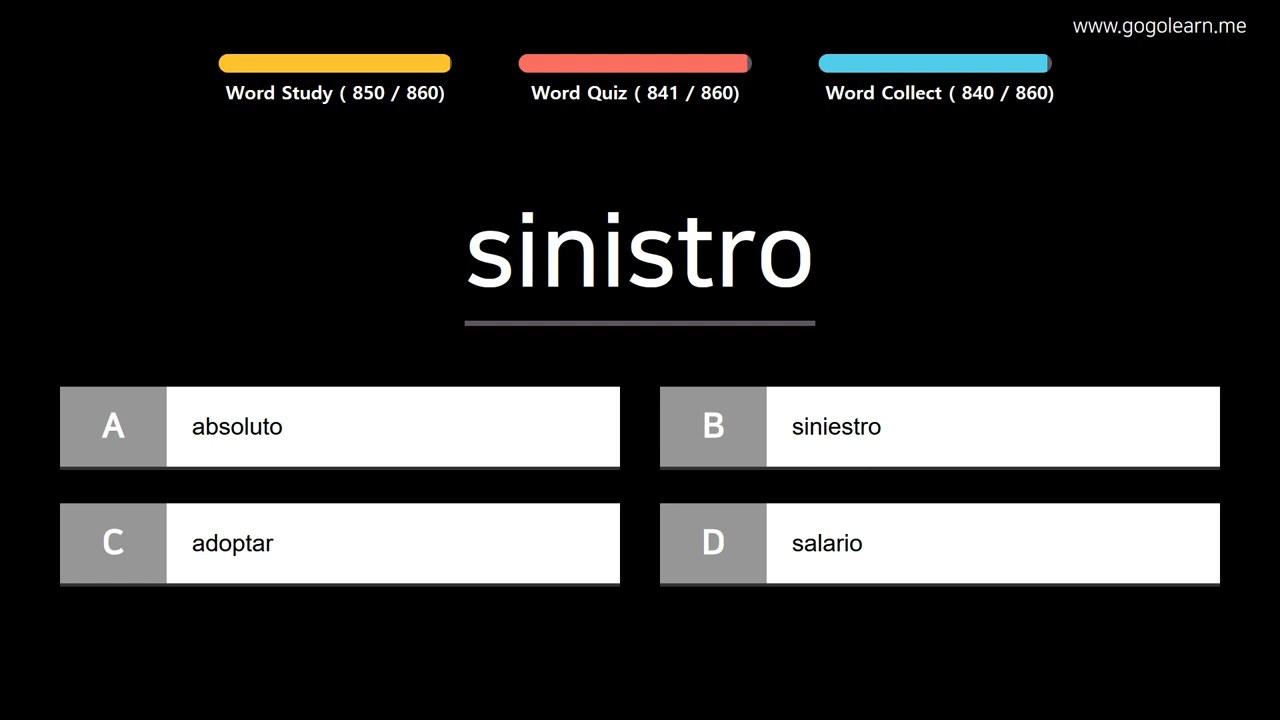 www.gogolearn.me
Word Study ( 850 / 860)
Word Quiz ( 841 / 860)
Word Collect ( 840 / 860)
sinistro
A absoluto
B siniestro
C adoptar
D salario